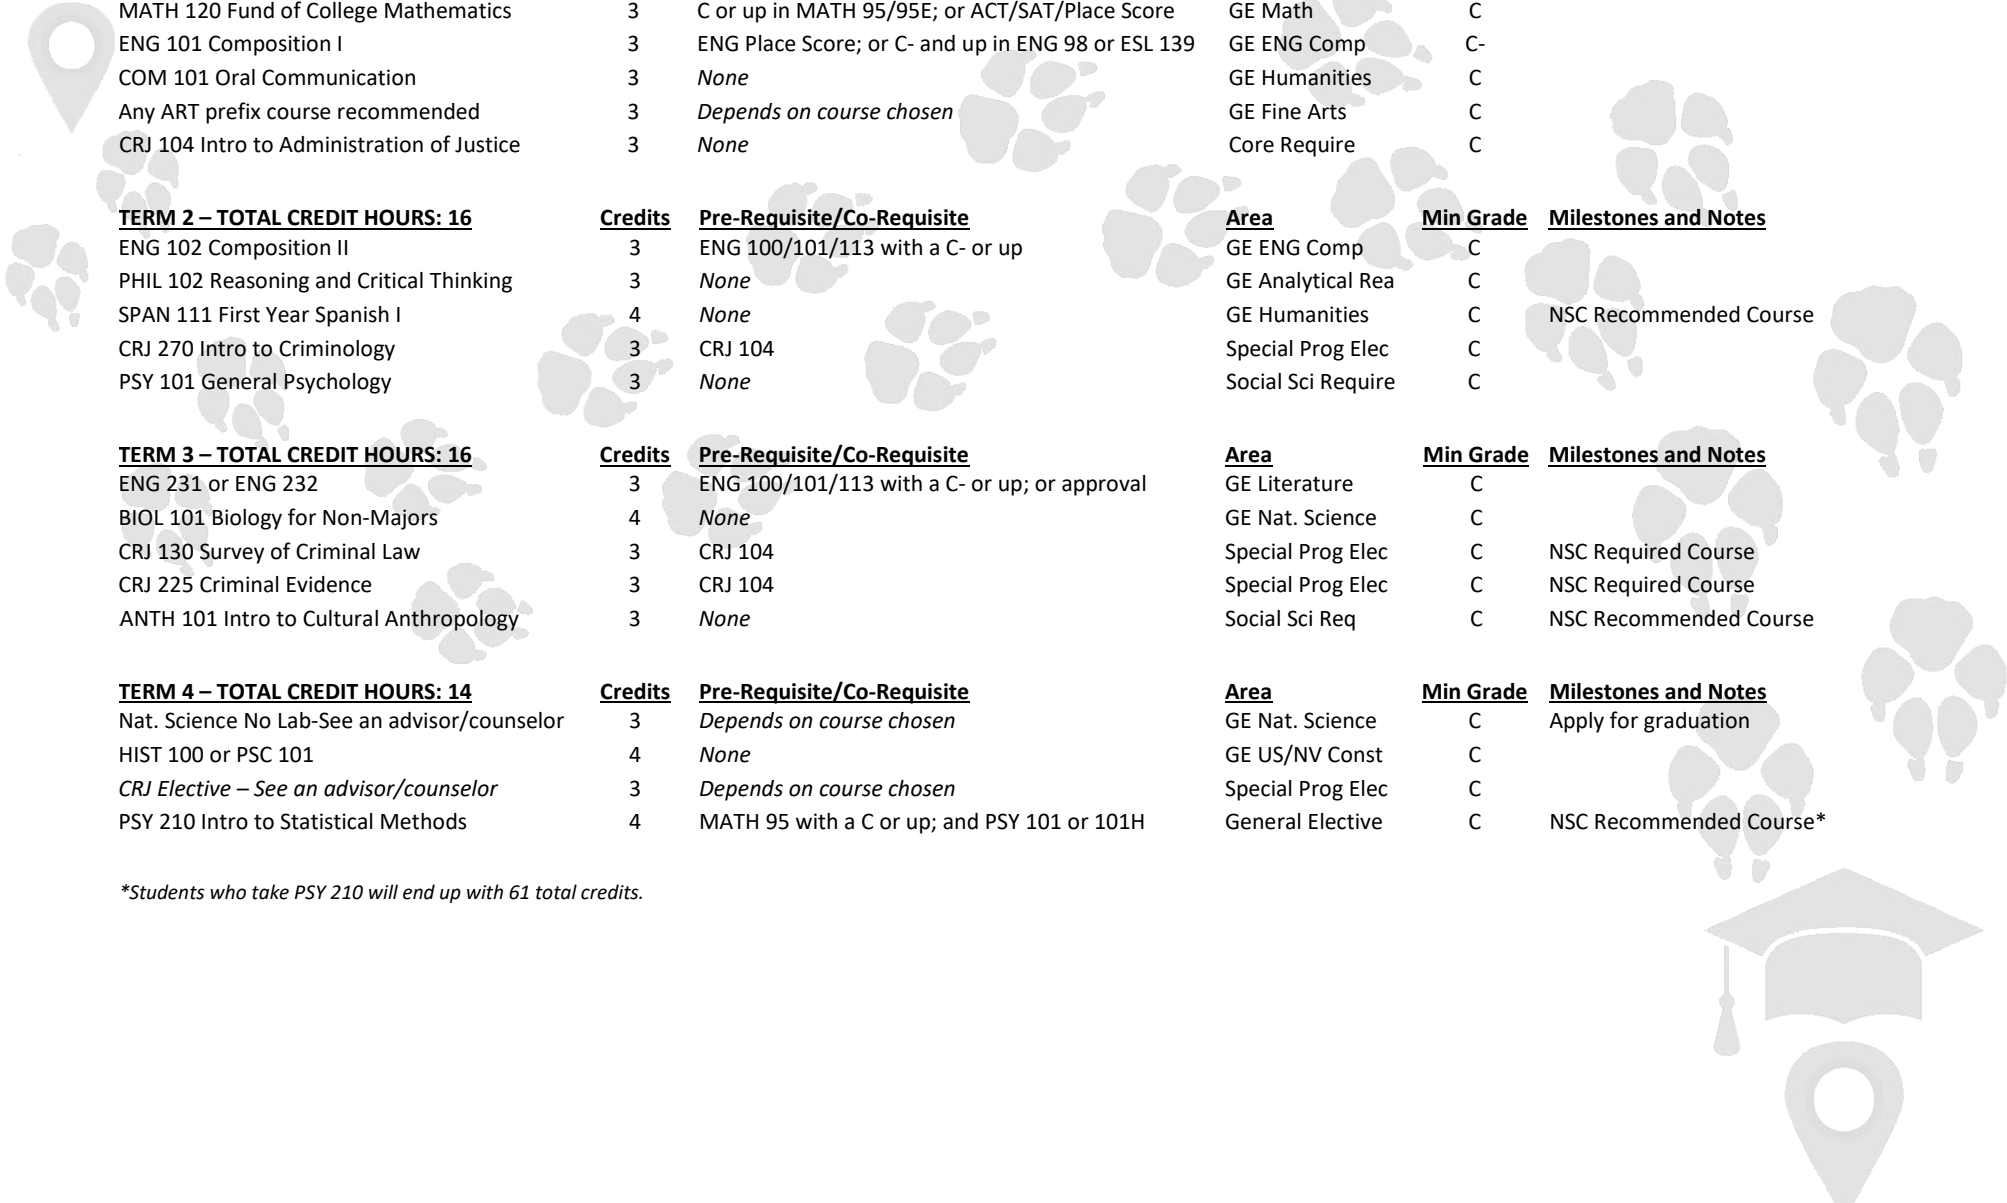 MATH 120 Fund of College Mathematics 3 C or up in MATH 95/95E; or ACT/SAT/Place Score GE Math C
ENG 101 Composition I 3 ENG Place Score; or C- and up in ENG 98 or ESL 139 GE ENG Comp C-
COM 101 Oral Communication 3 None GE Humanities C
Any ART prefix course recommended 3 Depends on course chosen GE Fine Arts C
CRJ 104 Intro to Administration of Justice 3 None Core Require C
TERM 2 – TOTAL CREDIT HOURS: 16 Credits Pre-Requisite/Co-Requisite Area Min Grade Milestones and Notes
ENG 102 Composition II 3 ENG 100/101/113 with a C- or up GE ENG Comp C
PHIL 102 Reasoning and Critical Thinking 3 None GE Analytical Rea C
SPAN 111 First Year Spanish I 4 None GE Humanities C NSC Recommended Course
CRJ 270 Intro to Criminology 3 CRJ 104 Special Prog Elec C
PSY 101 General Psychology 3 None Social Sci Require C
TERM 3 – TOTAL CREDIT HOURS: 16 Credits Pre-Requisite/Co-Requisite Area Min Grade Milestones and Notes
ENG 231 or ENG 232 3 ENG 100/101/113 with a C- or up; or approval GE Literature C
BIOL 101 Biology for Non-Majors 4 None GE Nat. Science C
CRJ 130 Survey of Criminal Law 3 CRJ 104 Special Prog Elec C NSC Required Course
CRJ 225 Criminal Evidence 3 CRJ 104 Special Prog Elec C NSC Required Course
ANTH 101 Intro to Cultural Anthropology 3 None Social Sci Req C NSC Recommended Course
TERM 4 – TOTAL CREDIT HOURS: 14 Credits Pre-Requisite/Co-Requisite Area Min Grade Milestones and Notes
Nat. Science No Lab-See an advisor/counselor 3 Depends on course chosen GE Nat. Science C Apply for graduation
HIST 100 or PSC 101 4 None GE US/NV Const C
CRJ Elective – See an advisor/counselor 3 Depends on course chosen Special Prog Elec C
PSY 210 Intro to Statistical Methods 4 MATH 95 with a C or up; and PSY 101 or 101H General Elective C NSC Recommended Course*
*Students who take PSY 210 will end up with 61 total credits.